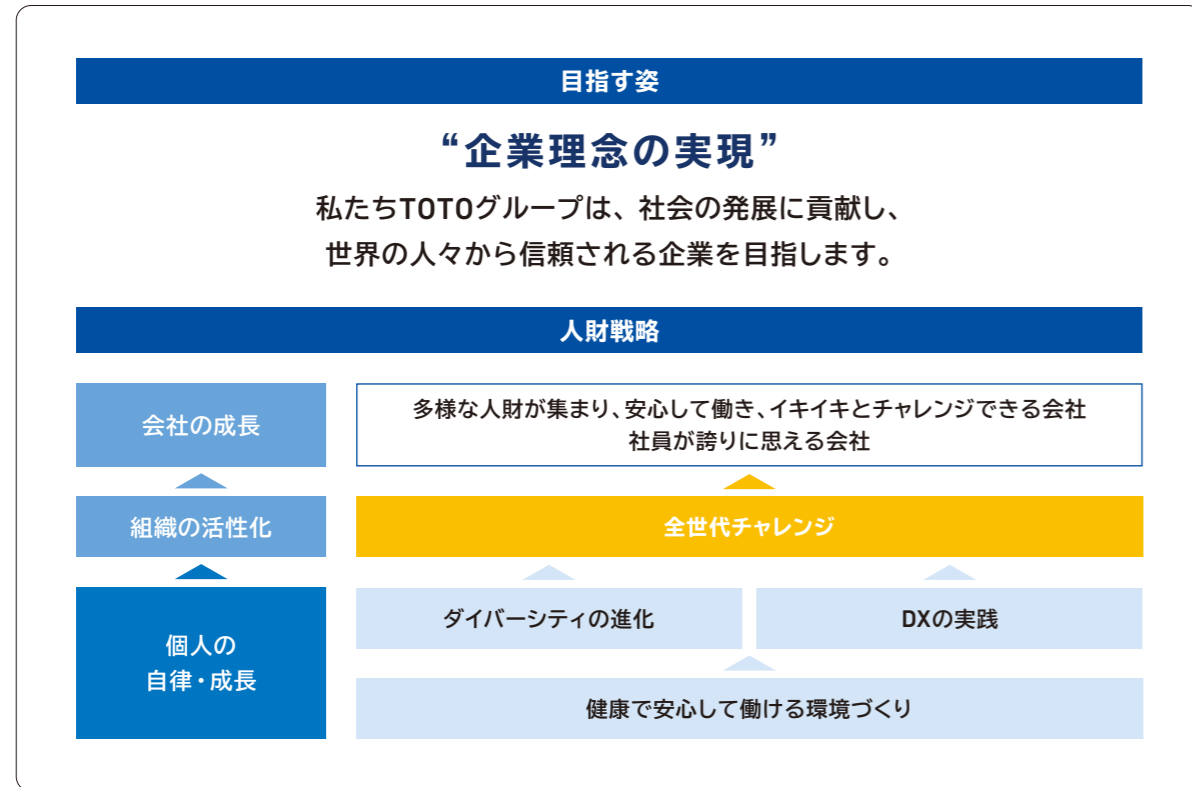 目指す姿
“企業理念の実現”
私たちTOTOグループは、社会の発展に貢献し、
世界の人々から信頼される企業を目指します。
人財戦略
会社の成長
多様な人財が集まり、安心して働き、イキイキとチャレンジできる会社
社員が誇りに思える会社
組織の活性化
全世代チャレンジ
個人の
自律・成長
ダイバーシティの進化
DXの実践
健康で安心して働ける環境づくり